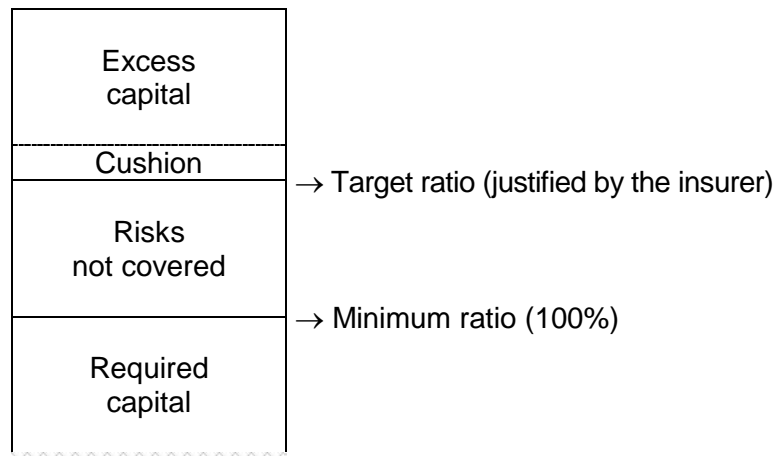 Excess
capital
Cushion
→ Target ratio (justified by the insurer)
Risks
not covered
→ Minimum ratio (100%)
Required
capital